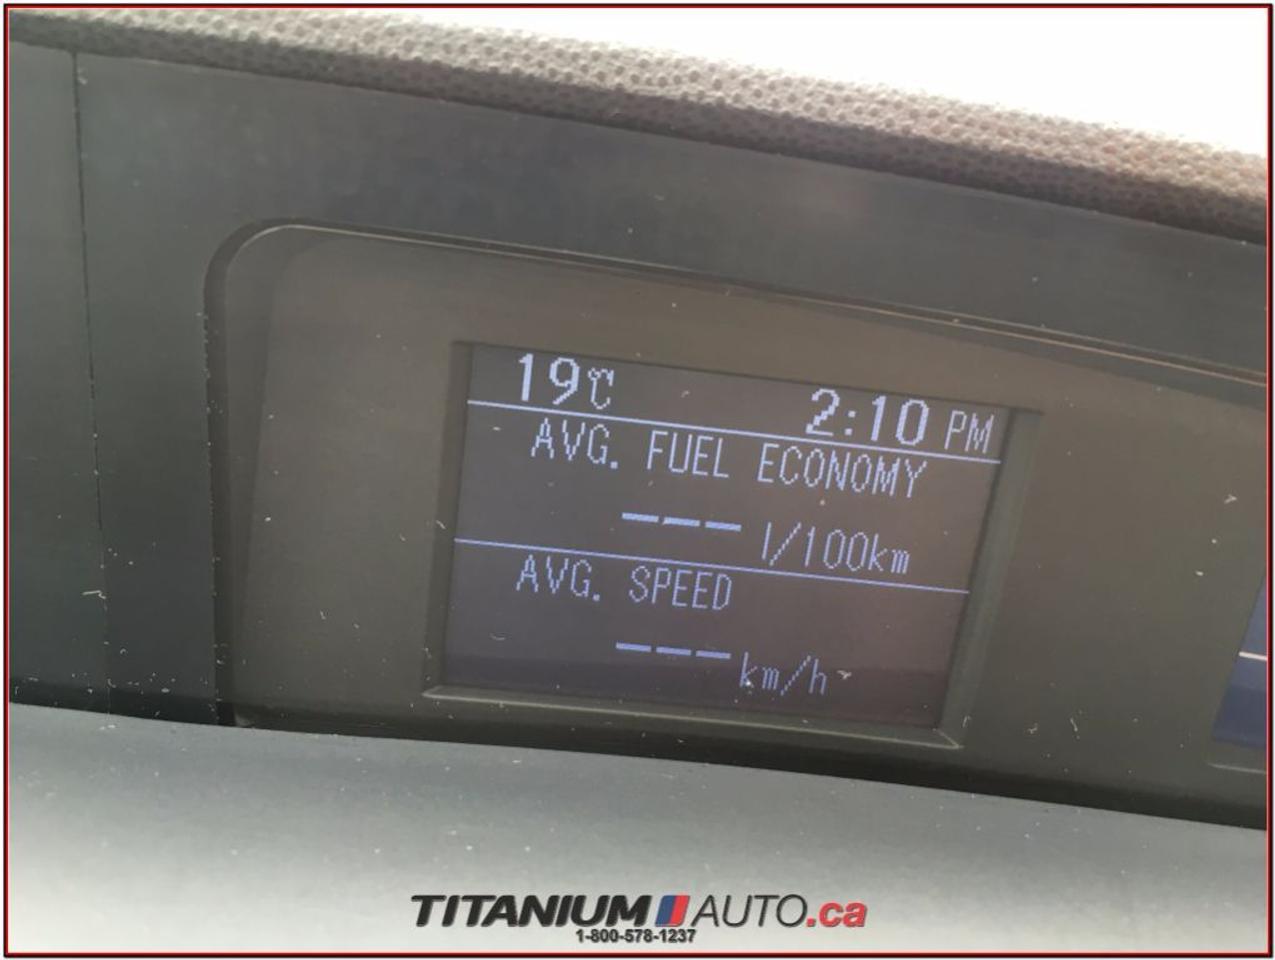 19℃ 2:10 PM
AVG. FUEL ECONOMY
--- l/100km
AVG. SPEED
--- km/h
TITANIUM AUTO.ca
1-800-578-1237